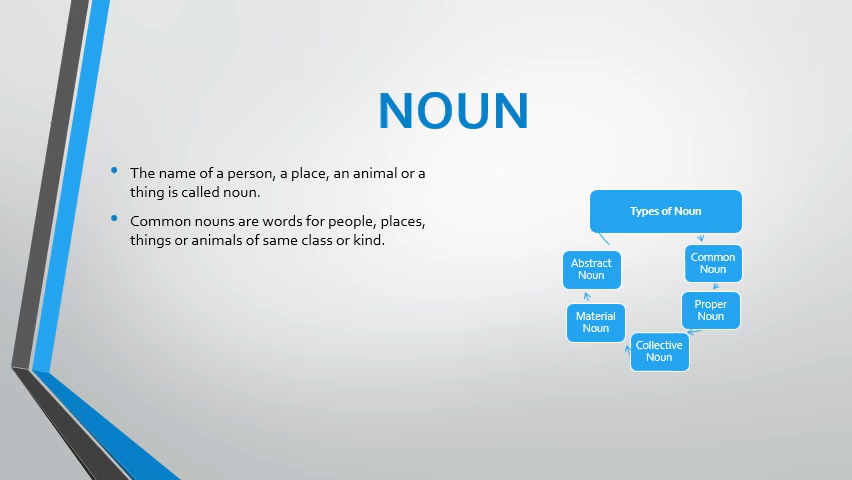 NOUN
The name of a person, a place, an animal or a
thing is called noun.
Common nouns are words for people, places,
things or animals of same class or kind.
Types of Noun
Common
Noun
Proper
Noun
Collective
Noun
Material
Noun
Abstract
Noun